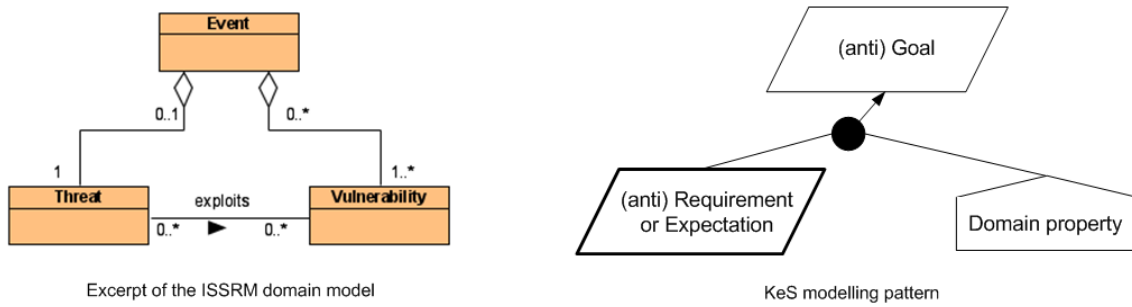 Event
0..1
0..*
1
1..*
Threat
exploits
Vulnerability
0..*
0..*
Excerpt of the ISSRM domain model
(anti) Goal
(anti) Requirement
or Expectation
Domain property
KeS modelling pattern